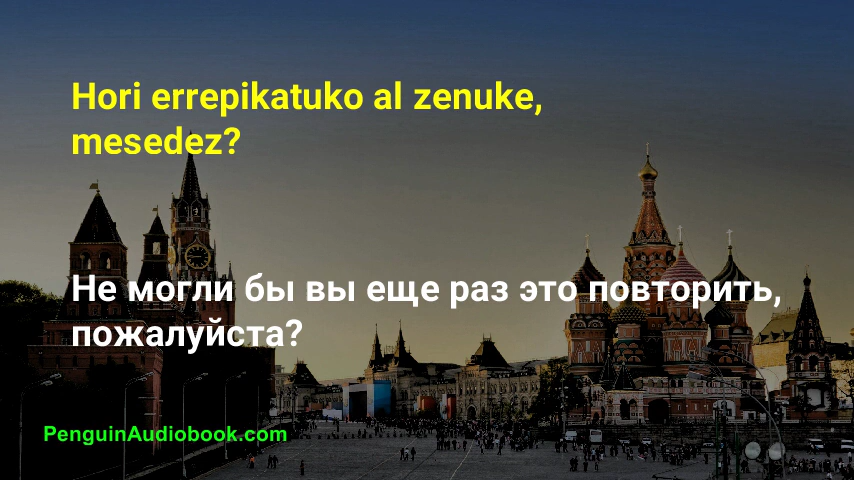 Hori errepikatuko al zenuke,
mesedez?
Не могли бы вы еще раз это повторить,
пожалуйста?
PenguinAudiobook.com